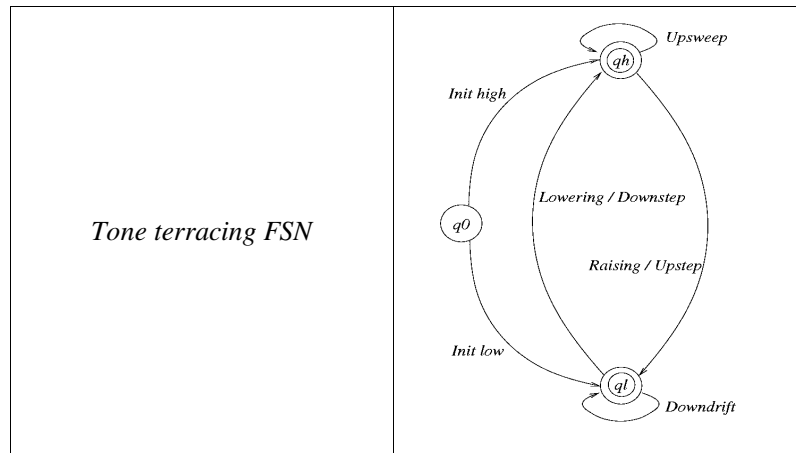 Tone terracing FSN
Upsweep
qh
Init high
Lowering / Downstep
q0
Raising / Upstep
Init low
ql
Downdrift